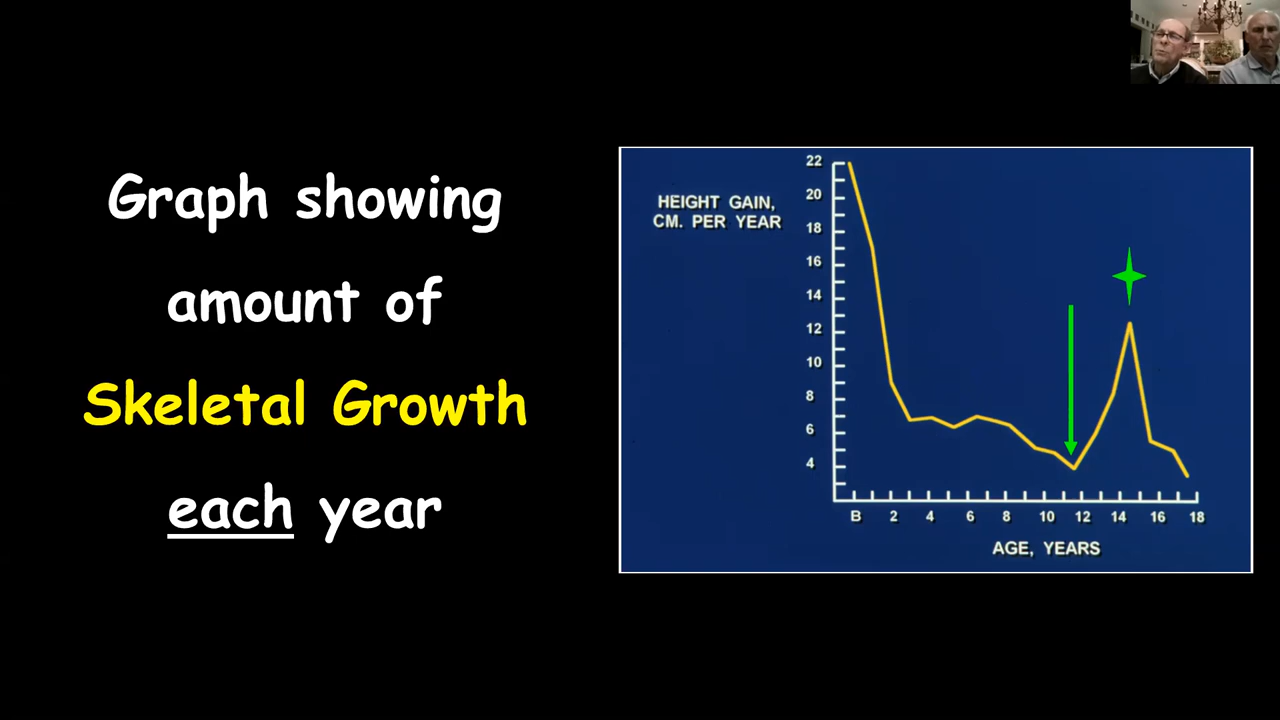 Graph showing
amount of
Skeletal Growth
each year
HEIGHT GAIN,
CM. PER YEAR
22
20
18
16
14
12
10
8
6
4
B 2 4 6 8 10 12 14 16 18
AGE, YEARS